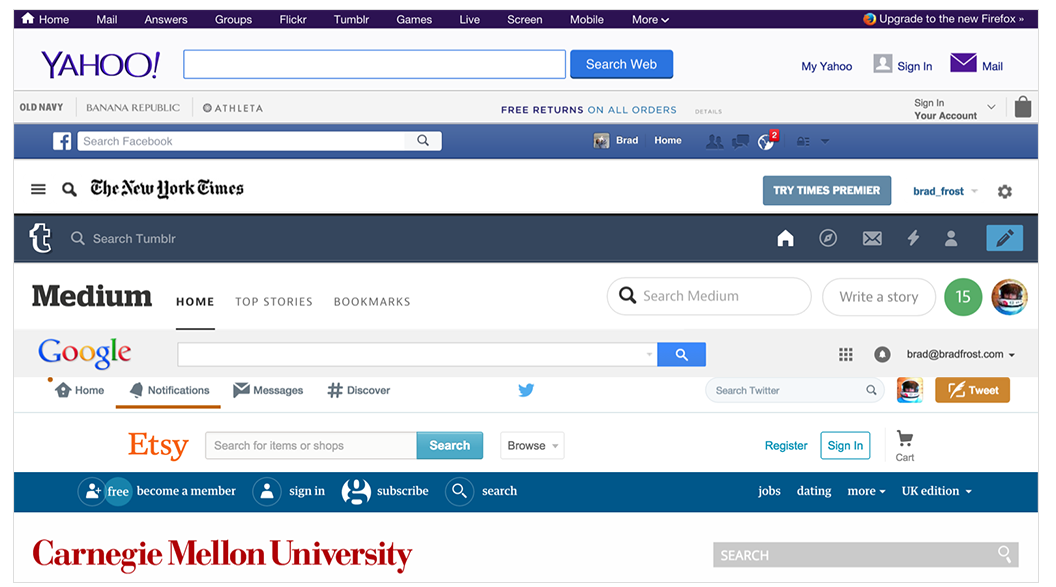 Home Mail Answers Groups Flickr Tumblr Games Live Screen Mobile More Upgrade to the new Firefox »
YAHOO! Search Web My Yahoo Sign In Mail
OLD NAVY BANANA REPUBLIC ATHLETA FREE RETURNS ON ALL ORDERS DETAILS Sign In
Your Account
f Search Facebook Brad Home 2
The New York Times TRY TIMES PREMIER brad_frost
t Search Tumblr
Medium HOME TOP STORIES BOOKMARKS Search Medium Write a story 15
Google brad@bradfrost.com
Home Notifications Messages # Discover Search Twitter Tweet
Etsy Search for items or shops Search Browse Register Sign In Cart
free become a member sign in g subscribe search jobs dating more UK edition
Carnegie Mellon University SEARCH